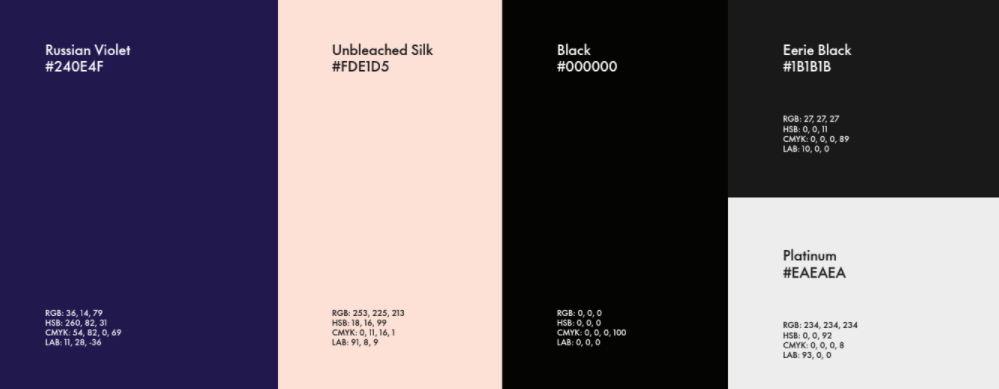 Russian Violet
#240E4F
RGB: 36, 14, 79
HSB: 260, 82, 31
CMYK: 54, 82, 0, 69
LAB: 11, 28, -36
Unbleached Silk
#FDE1D5
RGB: 253, 225, 213
HSB: 18, 16, 99
CMYK: 0, 11, 16, 1
LAB: 91, 8, 9
Black
#000000
RGB: 0, 0, 0
HSB: 0, 0, 0
CMYK: 0, 0, 0, 100
LAB: 0, 0, 0
Eerie Black
#1B1B1B
RGB: 27, 27, 27
HSB: 0, 0, 11
CMYK: 0, 0, 0, 89
LAB: 10, 0, 0
Platinum
#EAEAEA
RGB: 234, 234, 234
HSB: 0, 0, 92
CMYK: 0, 0, 0, 8
LAB: 93, 0, 0